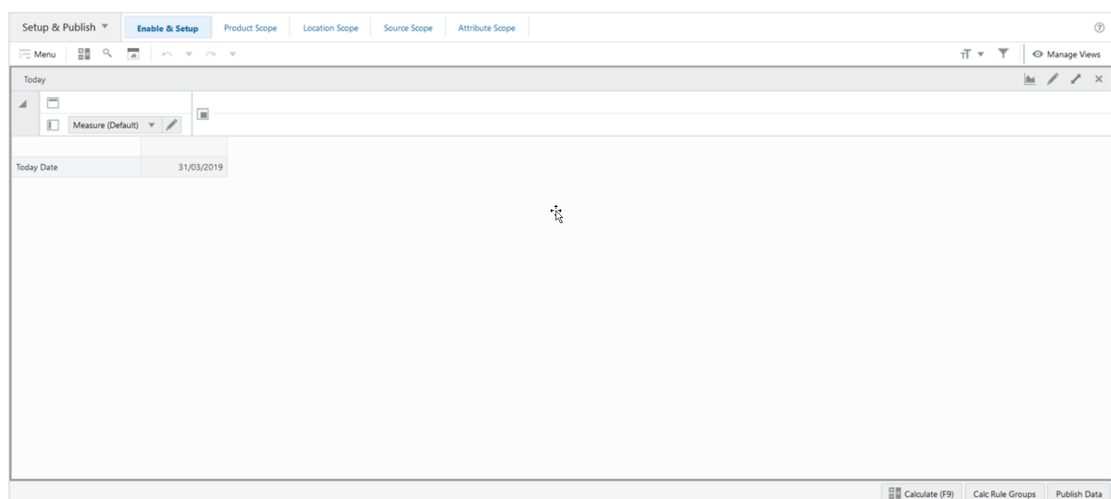 Setup & Publish Enable & Setup Product Scope Location Scope Source Scope Attribute Scope
Menu Manage Views
Today
Measure (Default)
Today Date 31/03/2019
Calculate (F9) Calc Rule Groups Publish Data